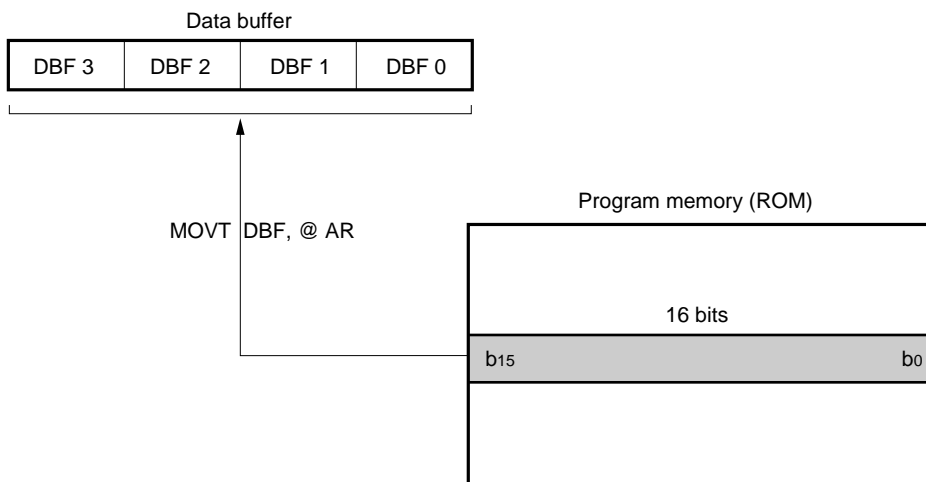 Data buffer
DBF 3 DBF 2 DBF 1 DBF 0
MOVT DBF, @ AR
Program memory (ROM)
16 bits
b15 b0